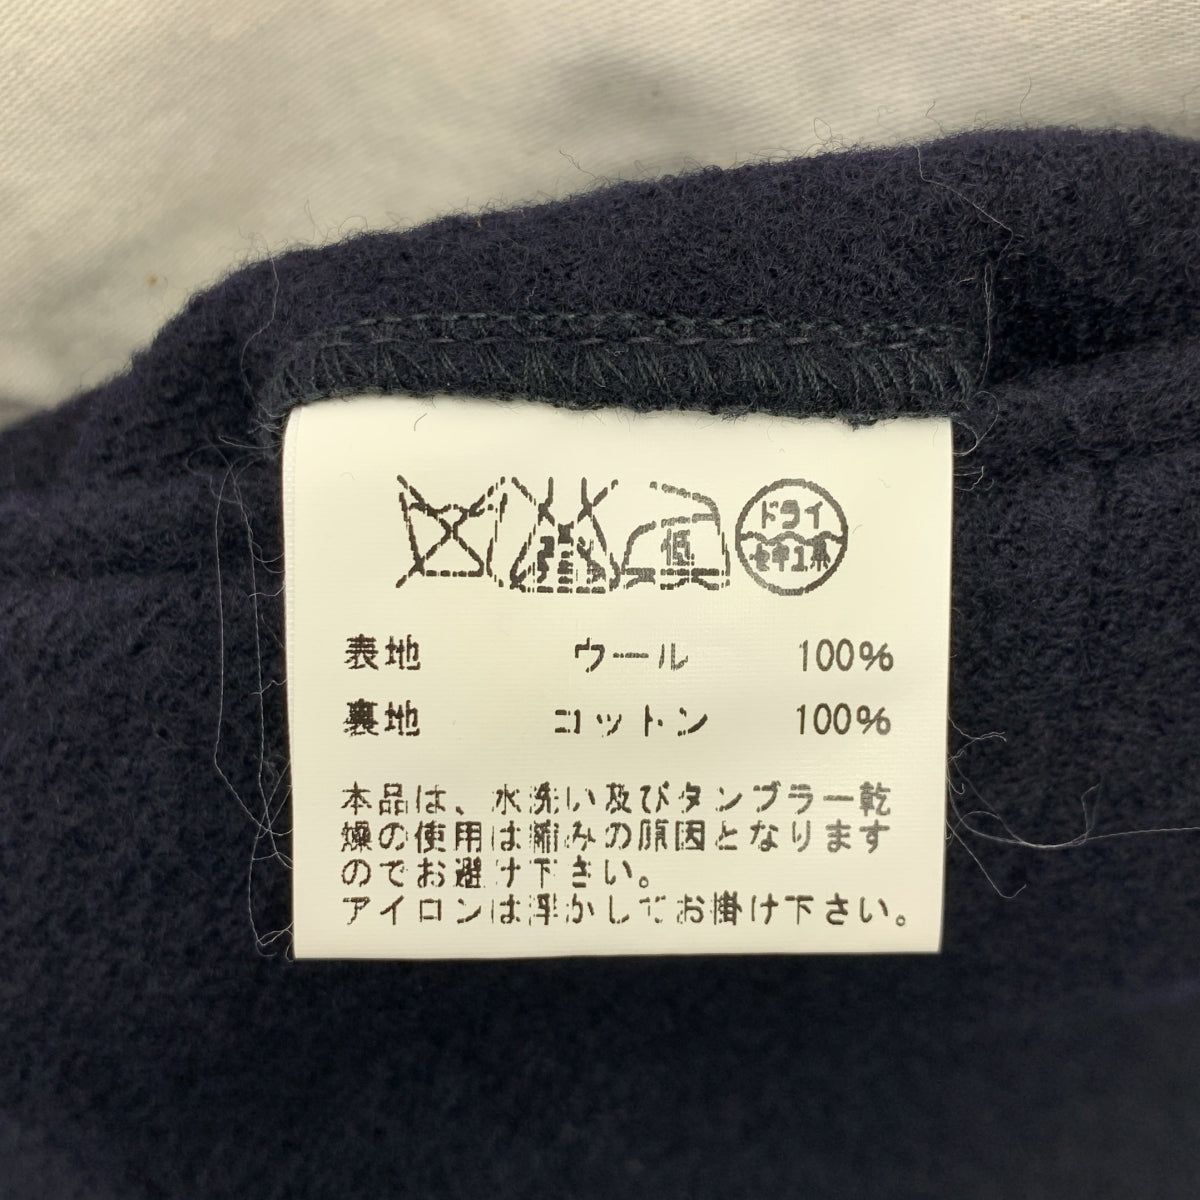 低
ドライ
セキユ系
表地 ウール 100%
裏地 コットン 100%
本品は、水洗い及びタンブラー乾
燥の使用は縮みの原因となります
のでお避け下さい。
アイロンは浮かしてお掛け下さい。